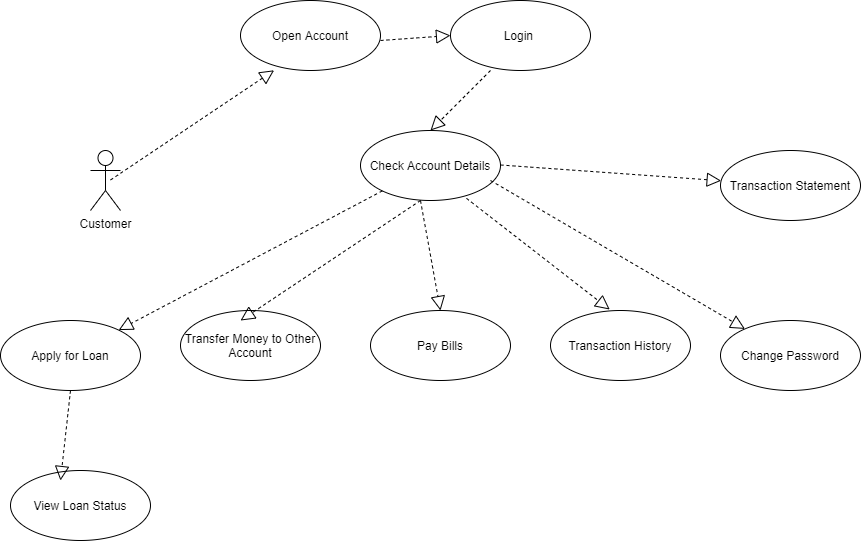 Open Account
Login
Check Account Details
Transaction Statement
Customer
Apply for Loan
Transfer Money to Other
Account
Pay Bills
Transaction History
Change Password
View Loan Status